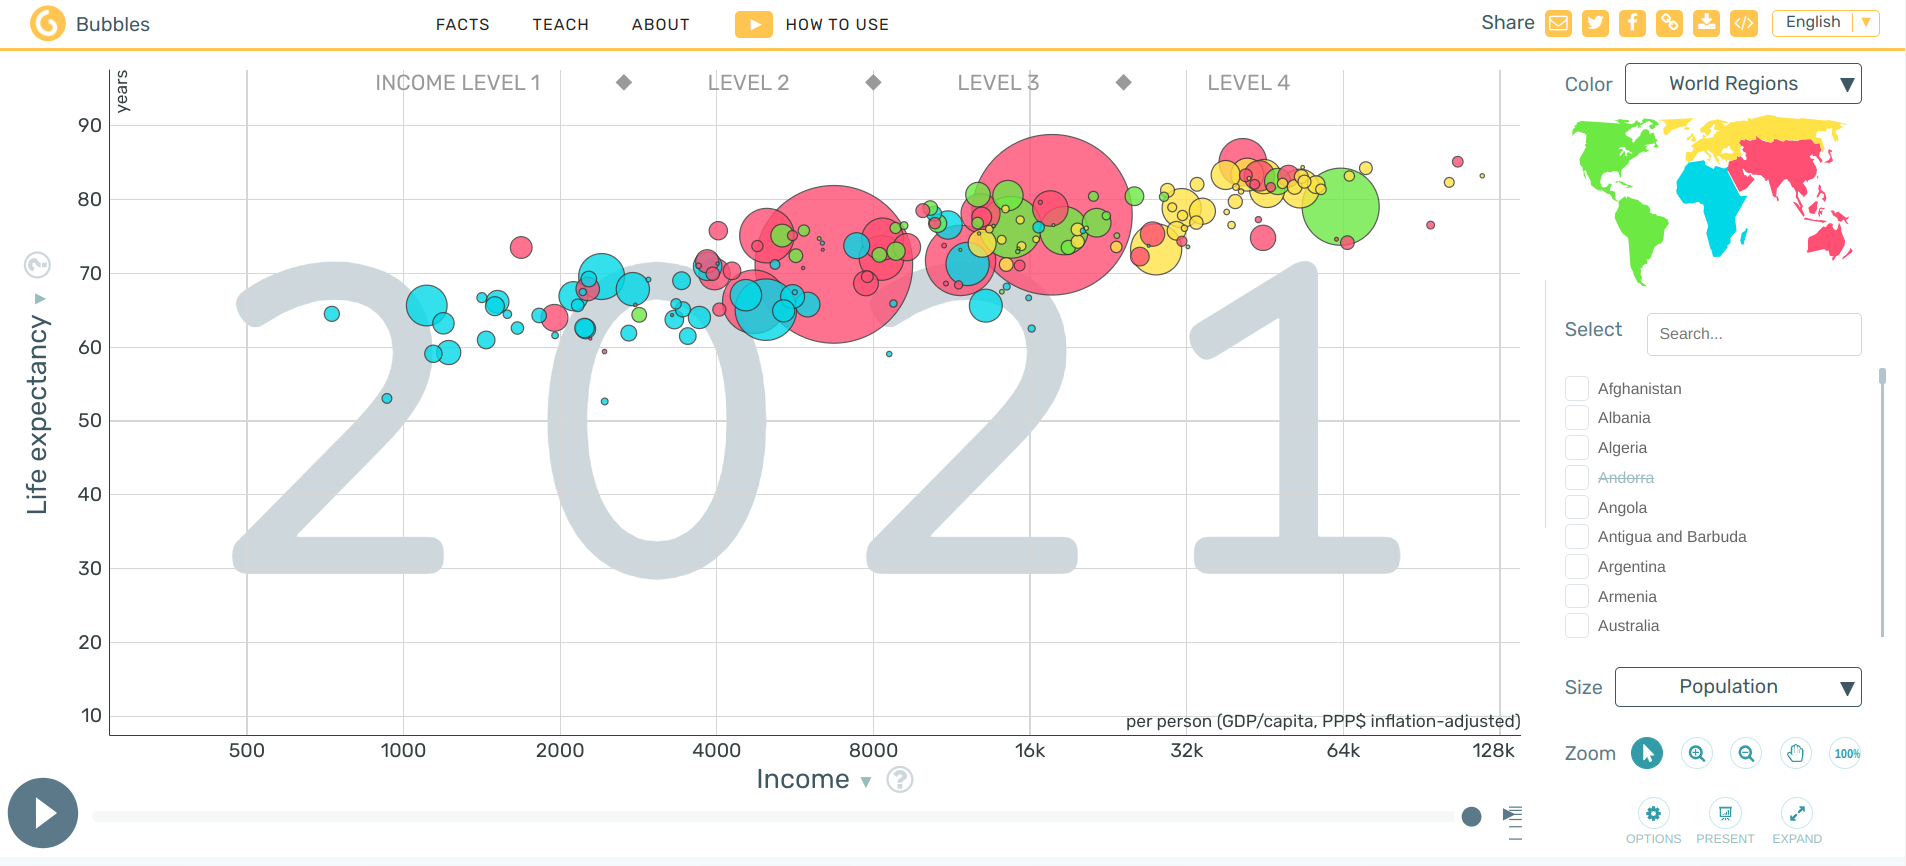 Bubbles
FACTS TEACH ABOUT HOW TO USE
Share
English
years
INCOME LEVEL 1 LEVEL 2 LEVEL 3 LEVEL 4
90
80
70
60
50
40
30
20
10
Life expectancy
?
2021
per person (GDP/capita, PPP$ inflation-adjusted)
500 1000 2000 4000 8000 16k 32k 64k 128k
Income ?
Color World Regions
Select Search...
Afghanistan
Albania
Algeria
Andorra
Angola
Antigua and Barbuda
Argentina
Armenia
Australia
Size Population
Zoom 100%
OPTIONS PRESENT EXPAND